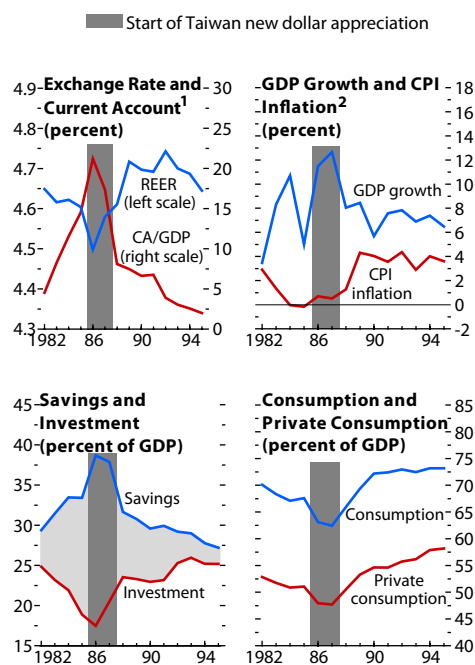 Start of Taiwan new dollar appreciation
Exchange Rate and
Current Account1
(percent)
4.9
4.8
4.7
4.6
4.5
4.4
4.3
30
25
20
15
10
5
0
REER
(left scale)
CA/GDP
(right scale)
1982 86 90 95
GDP Growth and CPI
Inflation2
(percent)
18
16
14
12
10
8
6
4
2
0
-2
GDP growth
CPI
inflation
1982 86 90 95
Savings and
Investment
(percent of GDP)
45
40
35
30
25
20
15
Savings
Investment
1982 86 90 95
Consumption and
Private Consumption
(percent of GDP)
85
80
75
70
65
60
55
50
45
40
Consumption
Private
consumption
1982 86 90 95